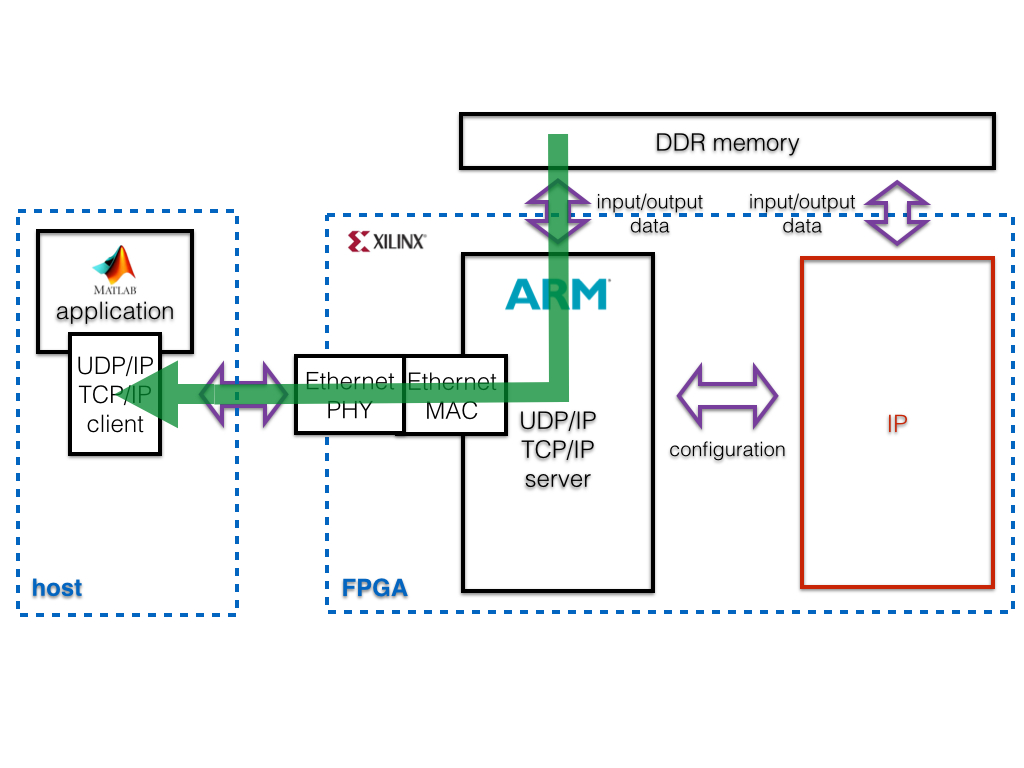 DDR memory
input/output
data
input/output
data
XILINX
MATLAB
application
ARM
UDP/IP
TCP/IP
client
Ethernet
PHY
Ethernet
MAC
UDP/IP
TCP/IP
server
configuration
IP
host
FPGA